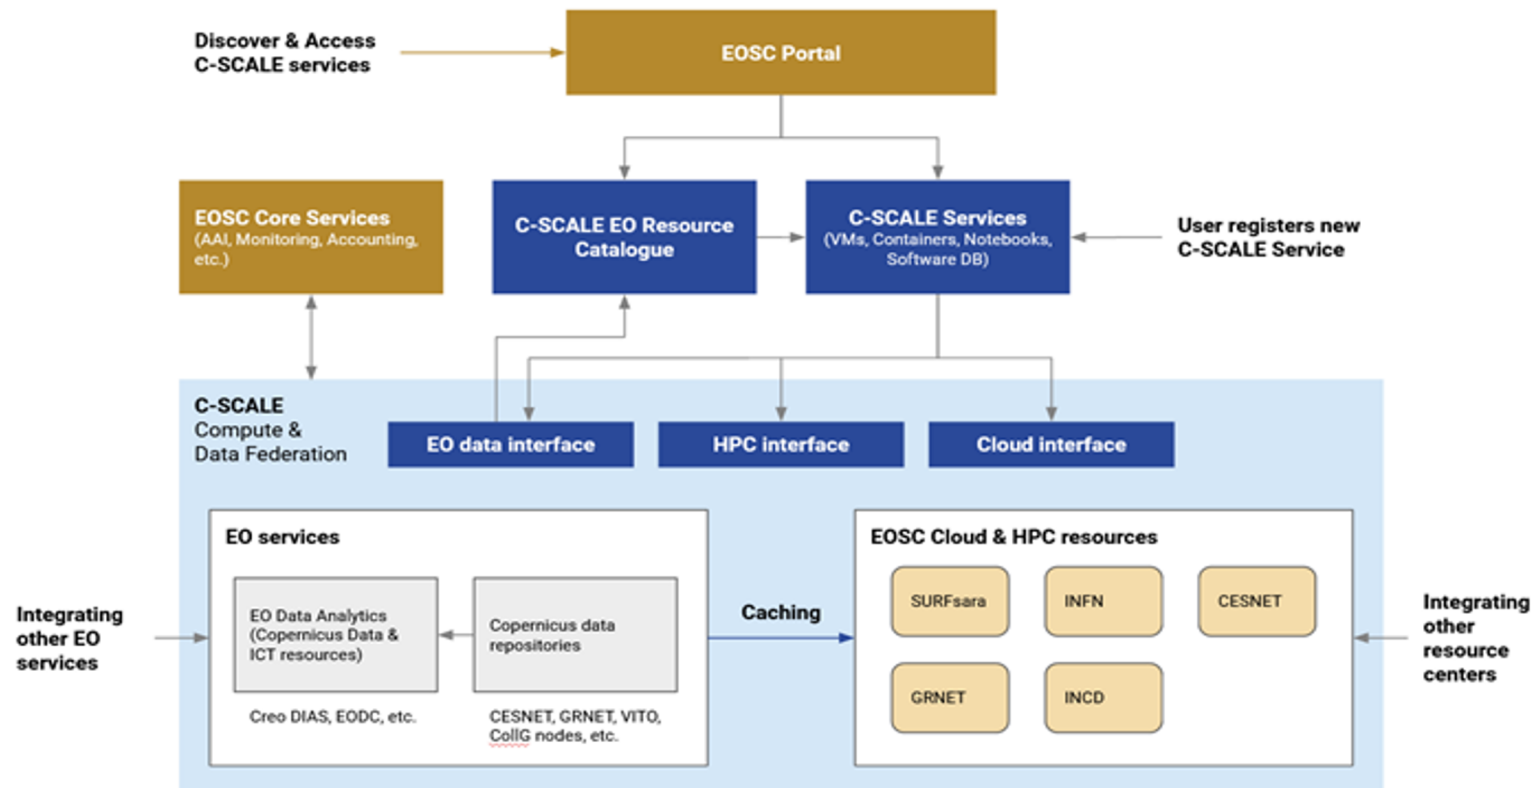 Discover & Access
C-SCALE services
EOSC Portal
EOSC Core Services
(AAI, Monitoring, Accounting,
etc.)
C-SCALE EO Resource
Catalogue
C-SCALE Services
(VMs, Containers, Notebooks,
Software DB)
User registers new
C-SCALE Service
C-SCALE
Compute &
Data Federation
EO data interface
HPC interface
Cloud interface
Integrating
other EO
services
EO services
EO Data Analytics
(Copernicus Data &
ICT resources)
Creo DIAS, EODC, etc.
Copernicus data
repositories
CESNET, GRNET, VITO,
CollG nodes, etc.
Caching
EOSC Cloud & HPC resources
SURFsara
INFN
CESNET
GRNET
INCD
Integrating
other
resource
centers